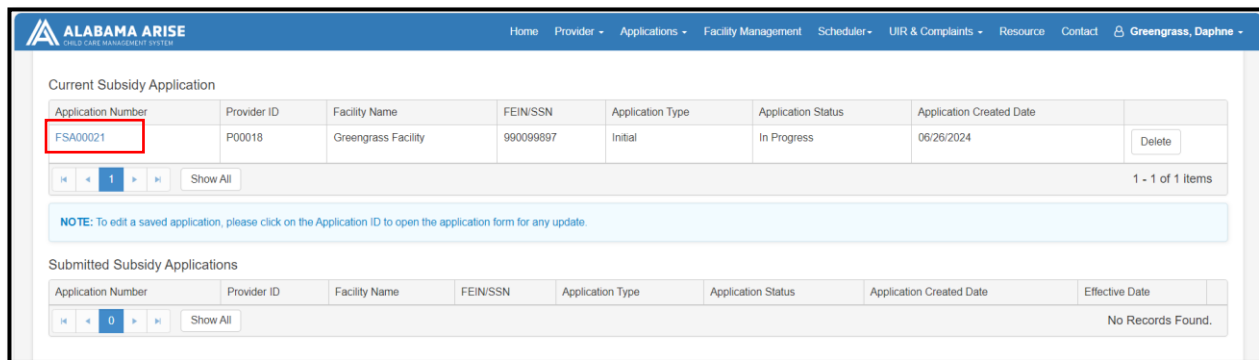 ALABAMA ARISE
CHILD CARE MANAGEMENT SYSTEM
Home Provider Applications Facility Management Scheduler UIR & Complaints Resource Contact Greengrass, Daphne
Current Subsidy Application
Application Number Provider ID Facility Name FEIN/SSN Application Type Application Status Application Created Date
FSA00021 P00018 Greengrass Facility 990099897 Initial In Progress 06/26/2024 Delete
1 Show All 1 - 1 of 1 items
NOTE: To edit a saved application, please click on the Application ID to open the application form for any update.
Submitted Subsidy Applications
Application Number Provider ID Facility Name FEIN/SSN Application Type Application Status Application Created Date Effective Date
0 Show All No Records Found.